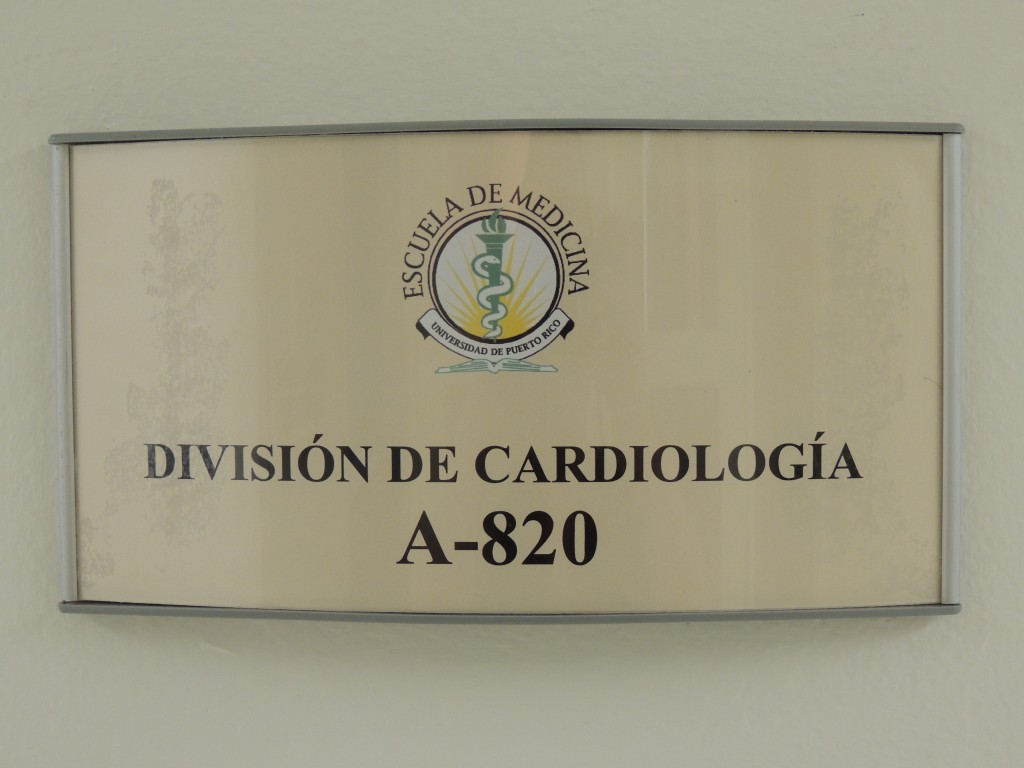 ESCUELA DE MEDICINA
UNIVERSIDAD DE PUERTO RICO
DIVISIÓN DE CARDIOLOGÍA
A-820